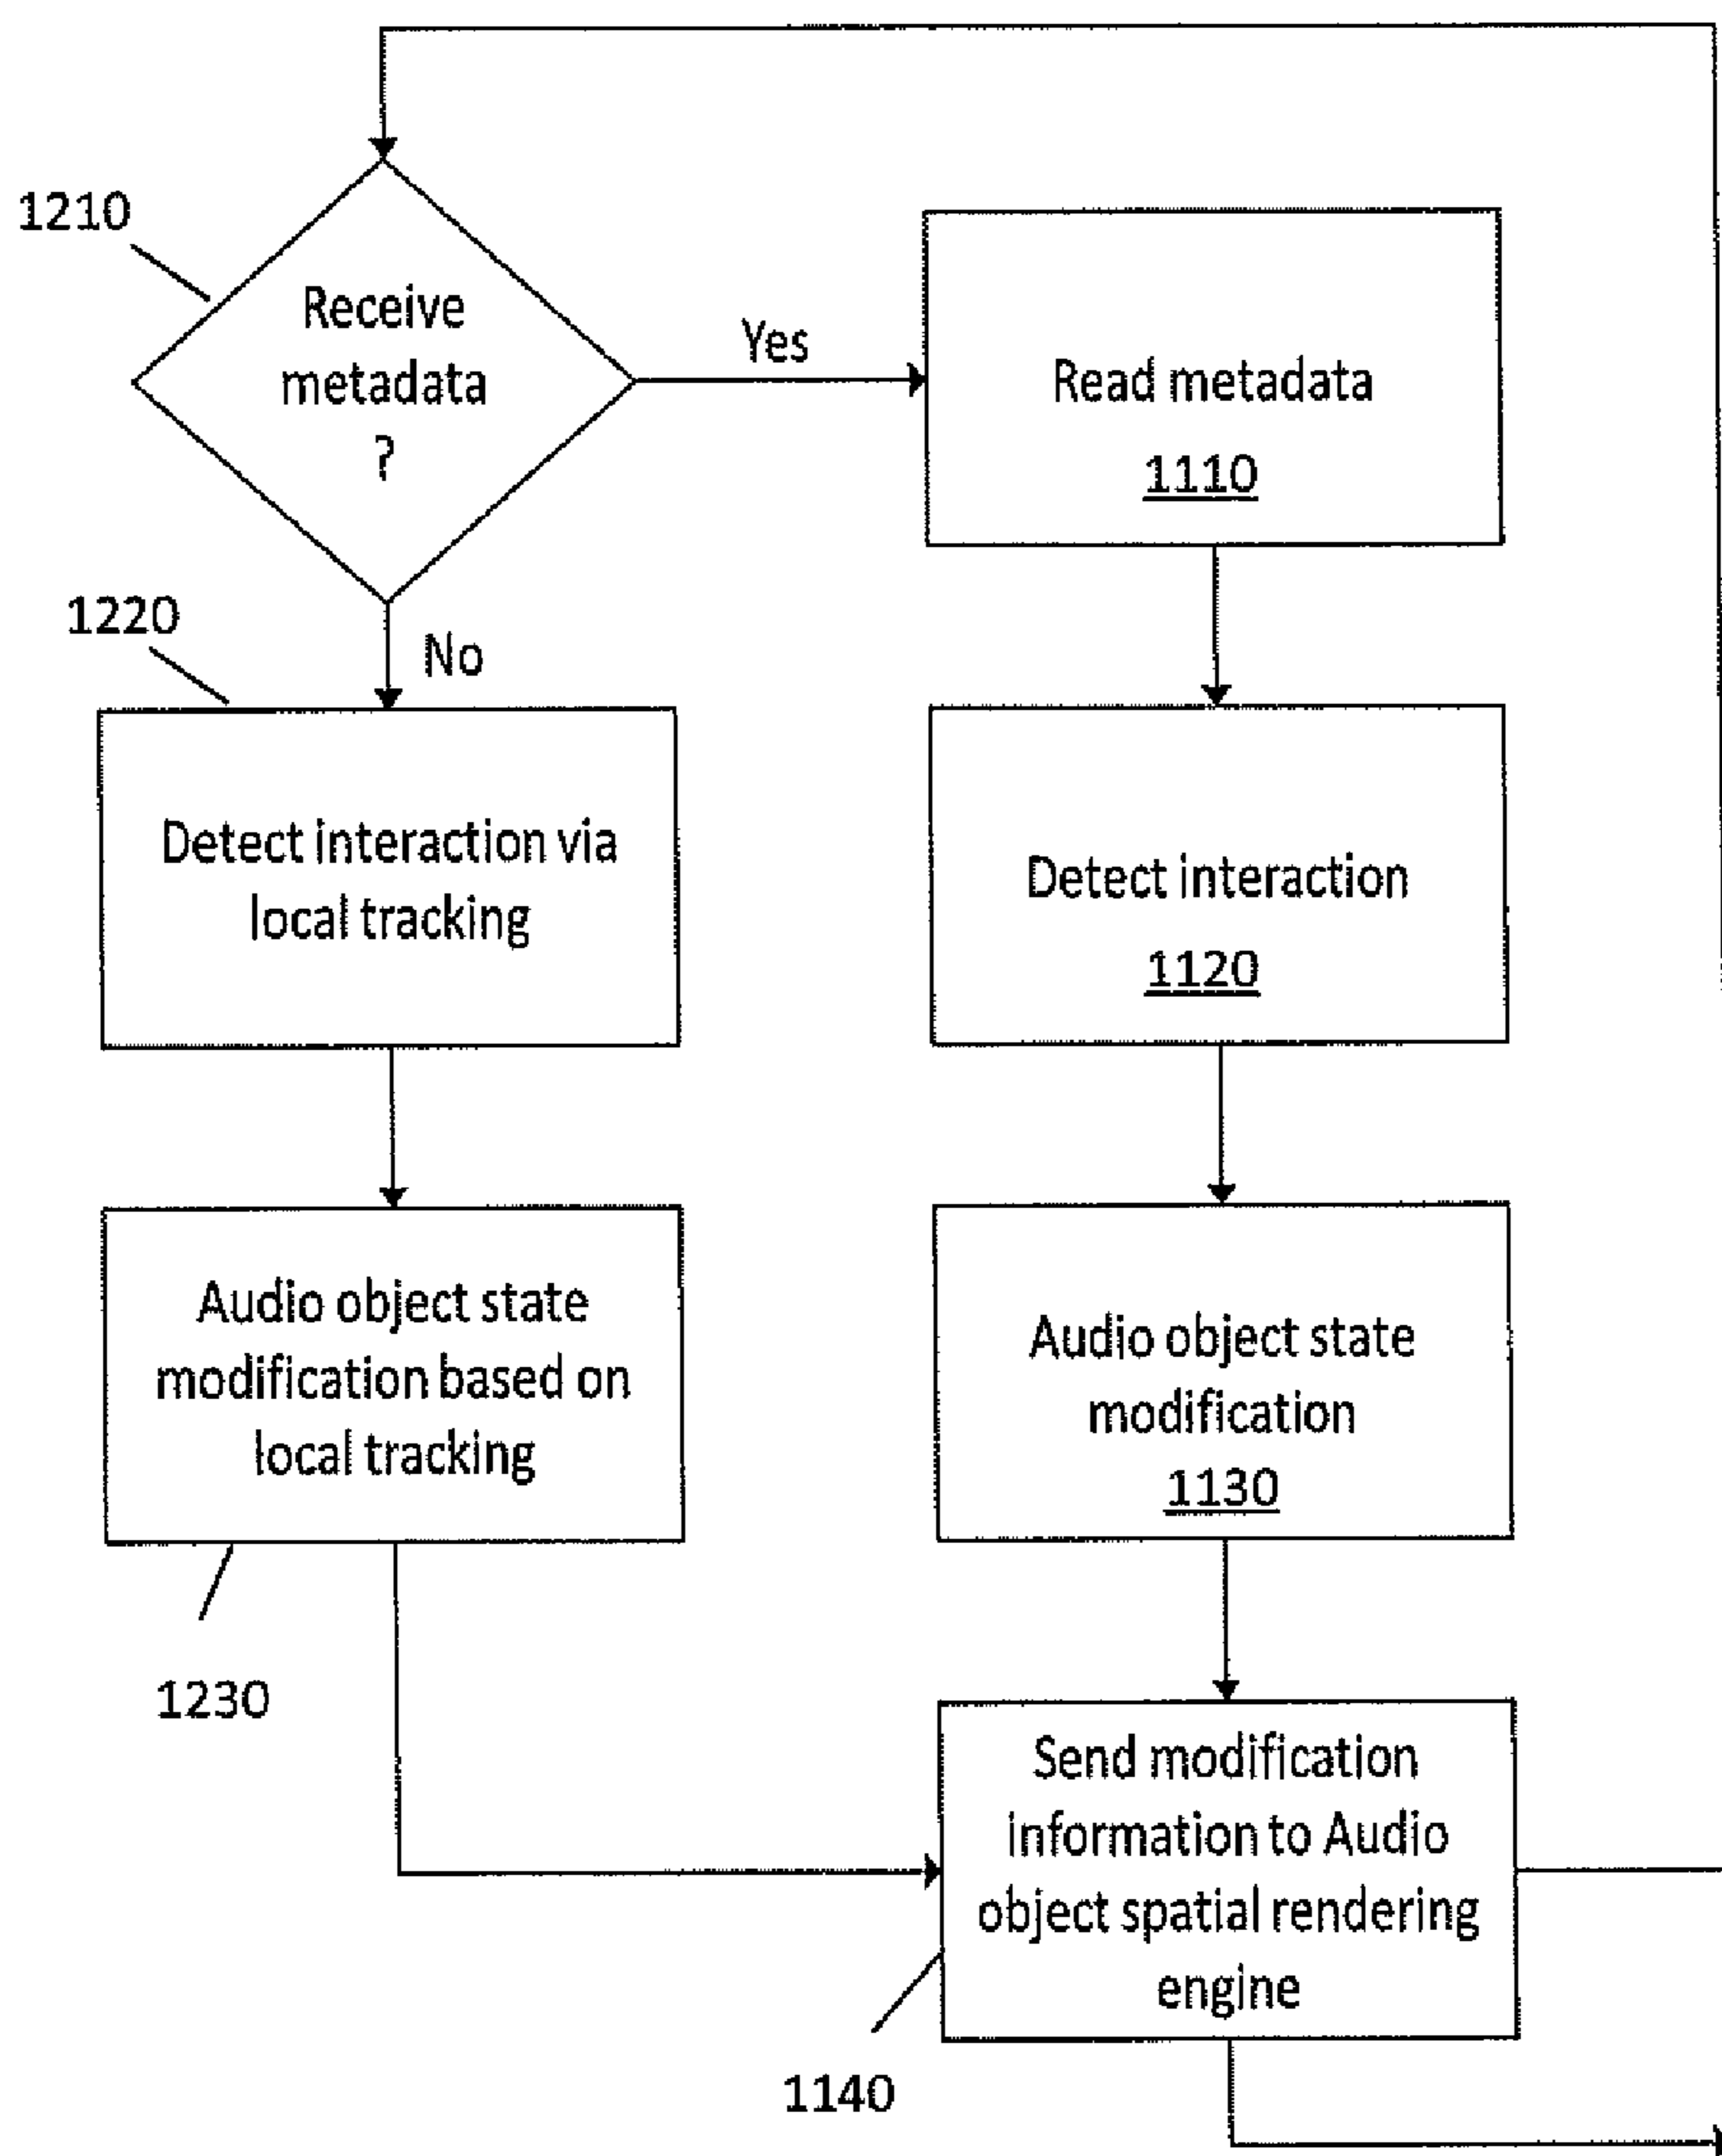 1210
Receive
metadata
?
Yes
Read metadata
1110
1220
No
Detect interaction via
local tracking
Detect interaction
1120
Audio object state
modification based on
local tracking
1230
Audio object state
modification
1130
Send modification
information to Audio
object spatial rendering
engine
1140